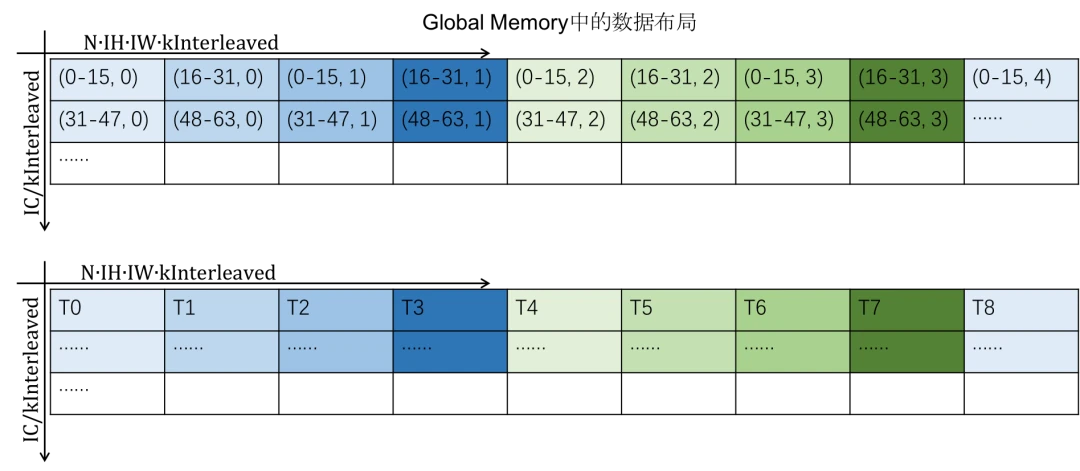 Global Memory中的数据布局
N·IH·IW·kInterleaved
IC/kInterleaved
(0-15, 0) (16-31, 0) (0-15, 1) (16-31, 1) (0-15, 2) (16-31, 2) (0-15, 3) (16-31, 3) (0-15, 4)
(31-47, 0) (48-63, 0) (31-47, 1) (48-63, 1) (31-47, 2) (48-63, 2) (31-47, 3) (48-63, 3) ……
……
N·IH·IW·kInterleaved
IC/kInterleaved
T0 T1 T2 T3 T4 T5 T6 T7 T8
…… …… …… …… …… …… …… …… ……
……